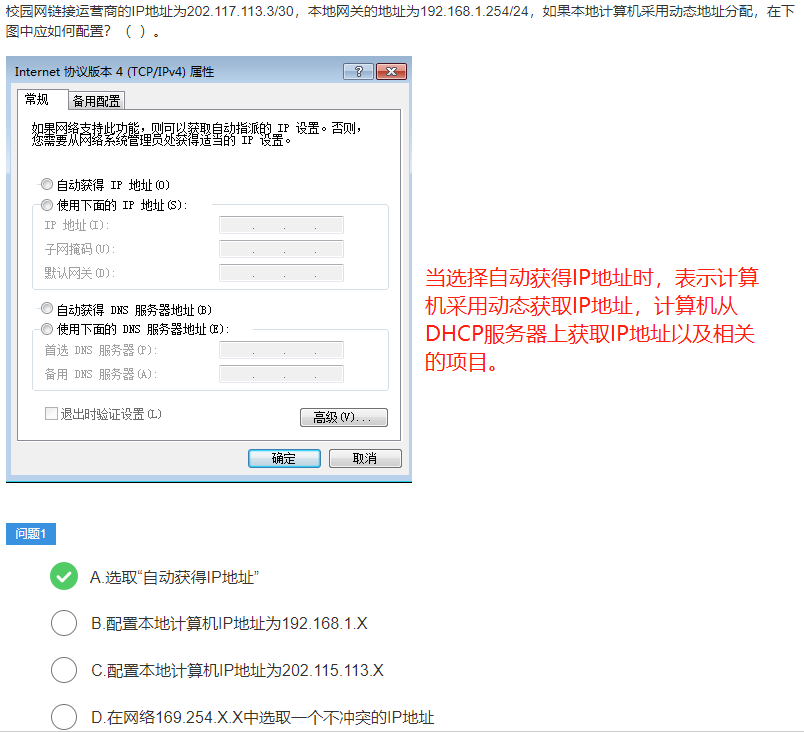 校园网链接运营商的IP地址为202.117.113.3/30，本地网关的地址为192.168.1.254/24，如果本地计算机采用动态地址分配，在下
图中应如何配置？（ ）。
Internet 协议版本 4 (TCP/IPv4) 属性
常规
备用配置
如果网络支持此功能，则可以获取自动指派的 IP 设置。否则，
您需要从网络系统管理员处获得适当的 IP 设置。
自动获得 IP 地址(O)
使用下面的 IP 地址(S):
IP 地址(I):
子网掩码(U):
默认网关(D):
自动获得 DNS 服务器地址(B)
使用下面的 DNS 服务器地址(E):
首选 DNS 服务器(P):
备用 DNS 服务器(A):
退出时验证设置(L)
高级(V)...
确定
取消
当选择自动获得IP地址时，表示计算
机采用动态获取IP地址，计算机从
DHCP服务器上获取IP地址以及相关
的项目。
问题1
A.选取“自动获得IP地址”
B.配置本地计算机IP地址为192.168.1.X
C.配置本地计算机IP地址为202.115.113.X
D.在网络169.254.X.X中选取一个不冲突的IP地址